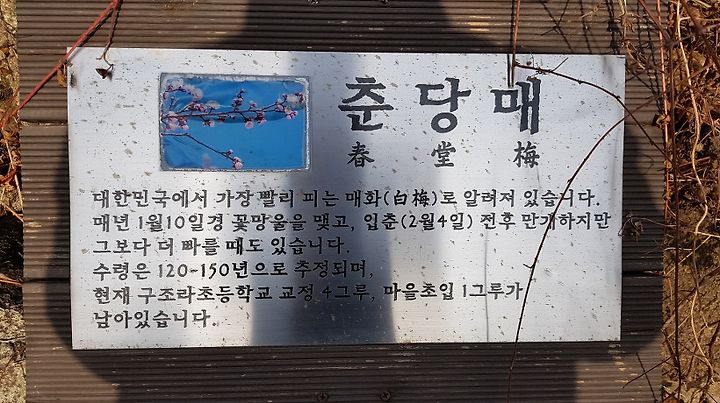 춘당매
春堂梅
대한민국에서 가장 빨리 피는 매화(白梅)로 알려져 있습니다.
매년 1월10일경 꽃망울을 맺고, 입춘(2월4일) 전후 만개하지만
그보다 더 빠를 때도 있습니다.
수령은 120-150년으로 추정되며,
현재 구조라초등학교 교정 4그루, 마을초입 1그루가
남아있습니다.